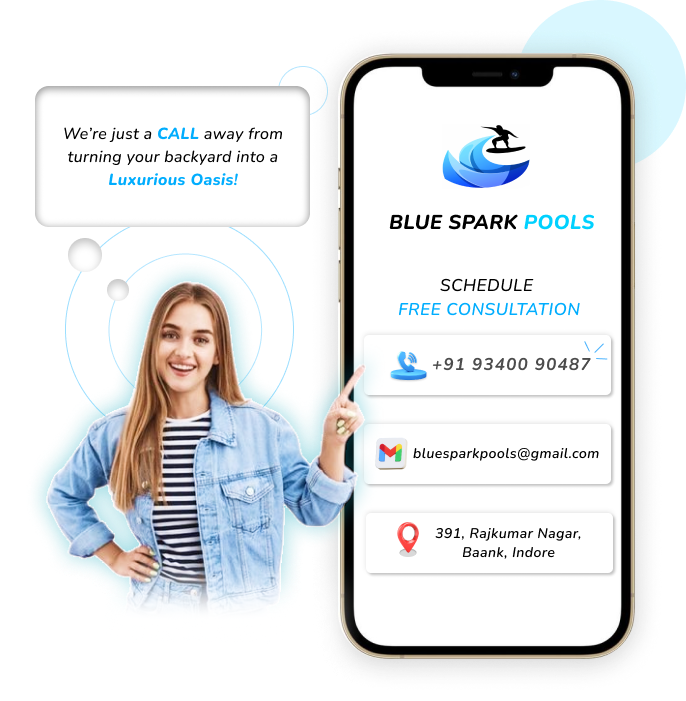 We're just a CALL away from
turning your backyard into a
Luxurious Oasis!
BLUE SPARK POOLS
SCHEDULE
FREE CONSULTATION
+91 93400 90487
bluesparkpools@gmail.com
391, Rajkumar Nagar,
Baank, Indore